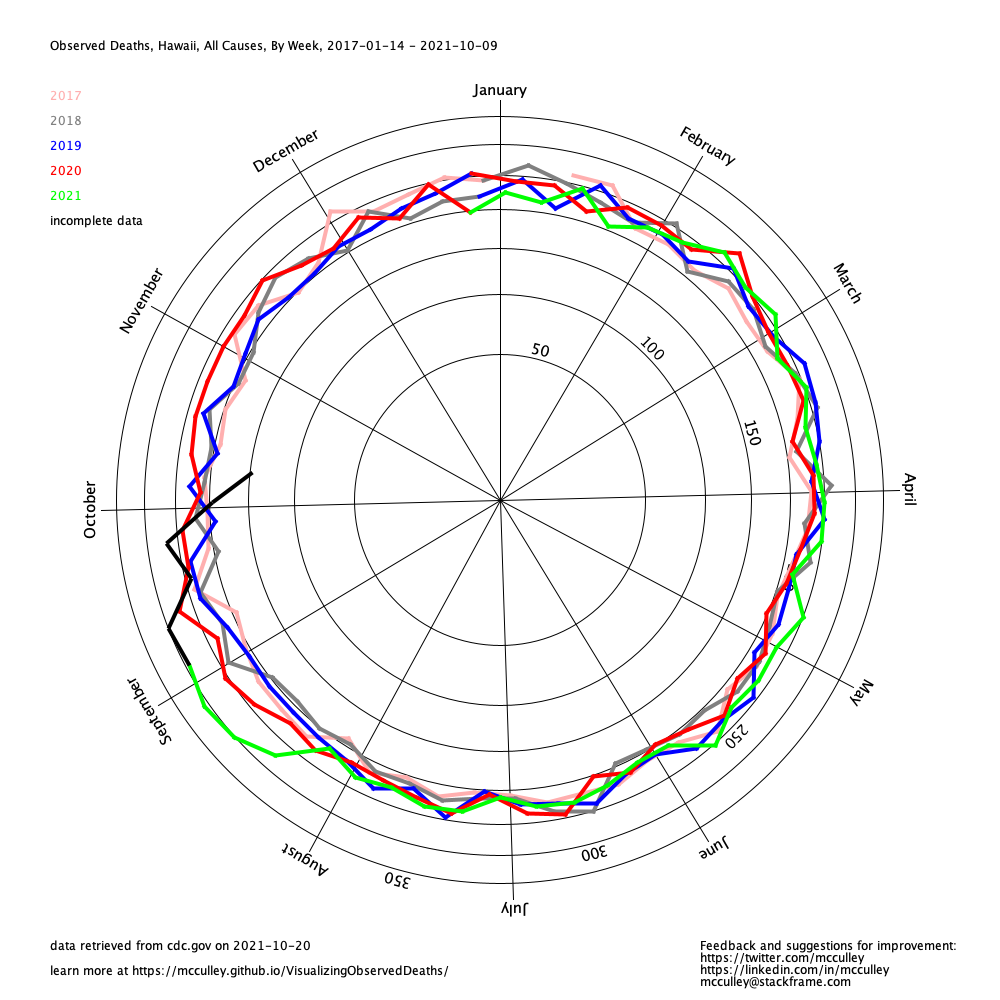 Observed Deaths, Hawaii, All Causes, By Week, 2017-01-14 - 2021-10-09
January
2017
2018
2019
2020
2021
incomplete data
December
February
November
March
50
100
150
October
April
September
May
250
August
June
300
350
July
data retrieved from cdc.gov on 2021-10-20
learn more at https://mcculley.github.io/VisualizingObservedDeaths/
Feedback and suggestions for improvement:
https://twitter.com/mcculley
https://linkedin.com/in/mcculley
mcculley@stackframe.com